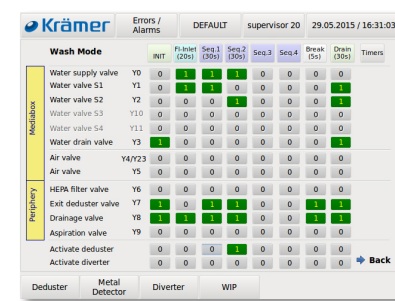 Krämer Errors / Alarms DEFAULT supervisor 20 29.05.2015 / 16:31:03
Wash Mode INIT Fl-Inlet (20s) Seq.1 (30s) Seq.2 (30s) Seq.3 Seq.4 Break (5s) Drain (30s) Timers
Mediabox
Water supply valve Y0 0 1 1 1 0 0 0 0
Water valve S1 Y1 0 1 1 0 0 0 0 1
Water valve S2 Y2 0 0 0 1 0 0 0 1
Water valve S3 Y10 0 0 0 0 0 0 0 0
Water valve S4 Y11 0 0 0 0 0 0 0 0
Water drain valve Y3 1 0 0 0 0 0 0 1
Air valve Y4/Y23 0 0 0 0 0 0 0 0
Air valve Y5 0 0 0 0 0 0 0 0
Periphery
HEPA filter valve Y6 0 0 0 0 0 0 0 0
Exit deduster valve Y7 1 0 1 1 0 0 1 1
Drainage valve Y8 1 1 1 1 0 0 1 1
Aspiration valve Y9 0 0 0 0 0 0 0 0
Activate deduster 0 0 0 1 0 0 0 0
Activate diverter 0 0 0 0 0 0 0 0 Back
Deduster Metal Detector Diverter WIP